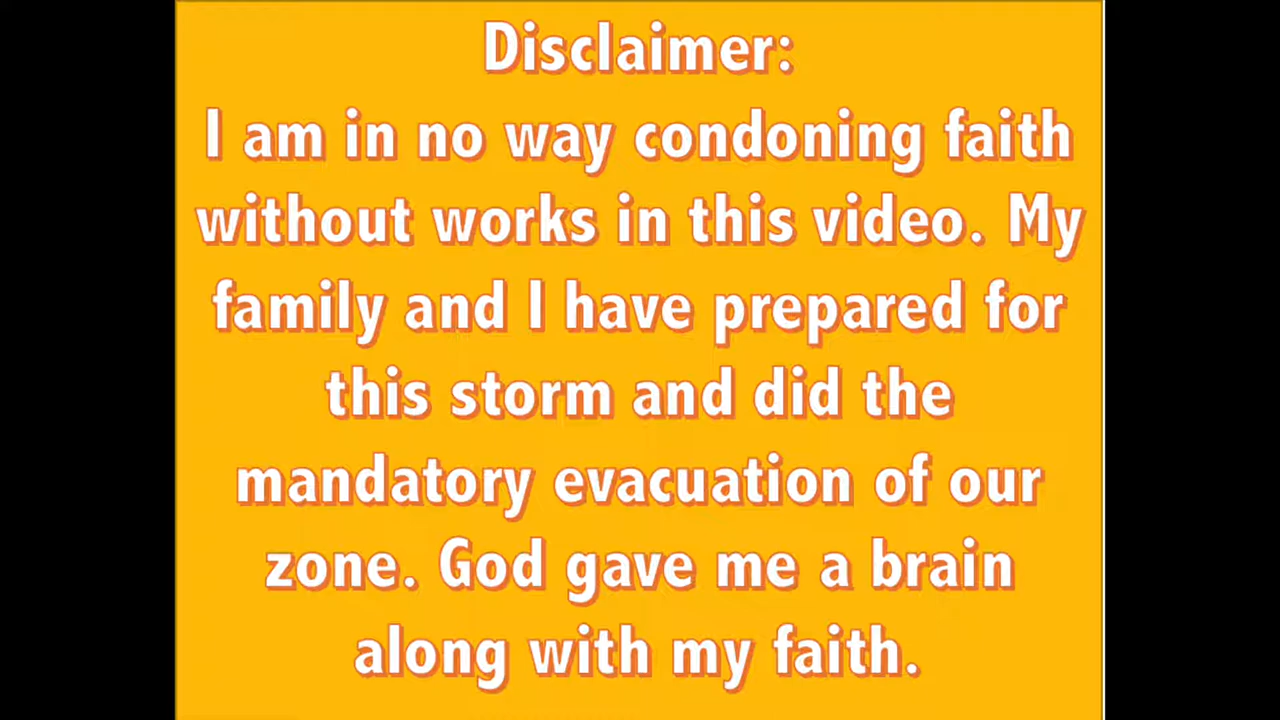 Disclaimer:
I am in no way condoning faith
without works in this video. My
family and I have prepared for
this storm and did the
mandatory evacuation of our
zone. God gave me a brain
along with my faith.